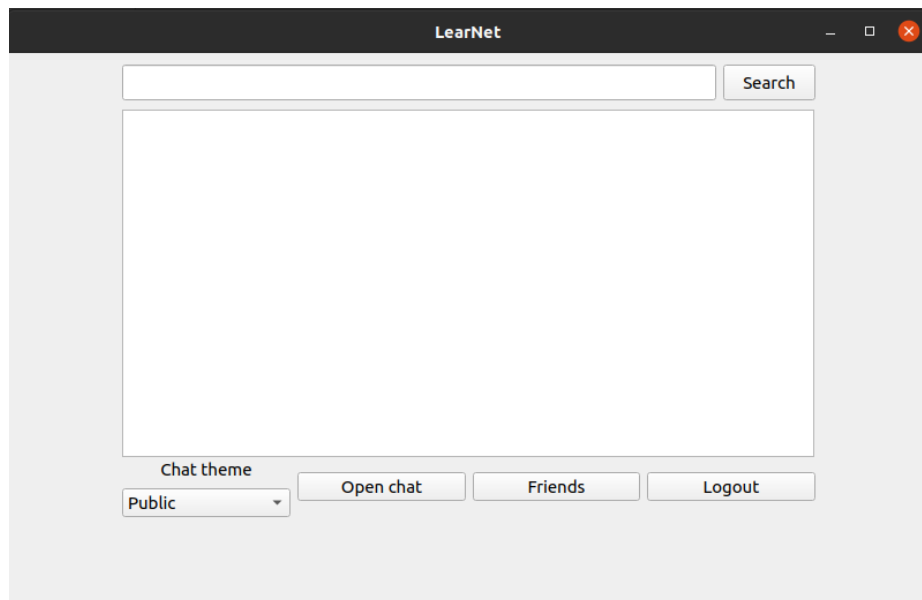 LearNet
Search
Chat theme
Public
Open chat
Friends
Logout